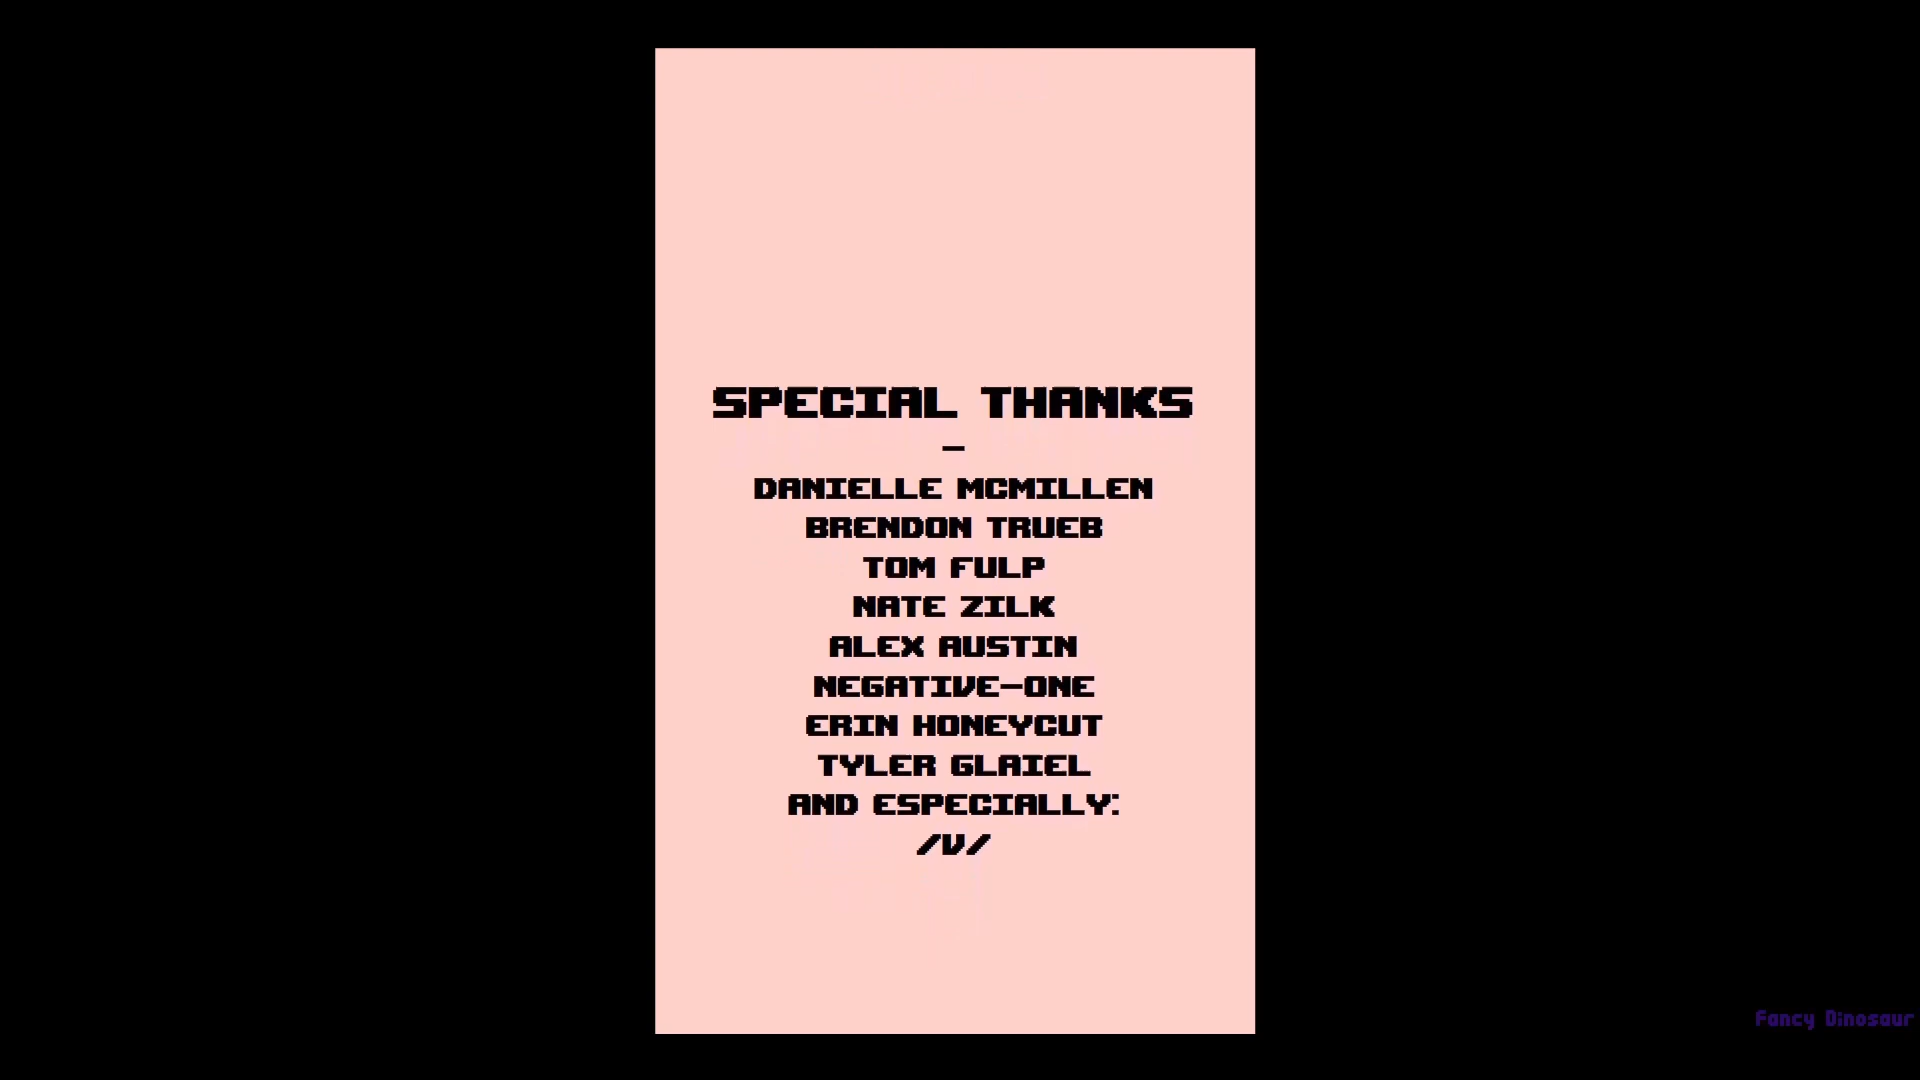 SPECIAL THANKS
-
DANIELLE MCMILLEN
BRENDON TRUEB
TOM FULP
NATE ZILK
ALEX AUSTIN
NEGATIVE-ONE
ERIN HONEYCUT
TYLER GLAIEL
AND ESPECIALLY:
/V/
Fancy Dinosaur